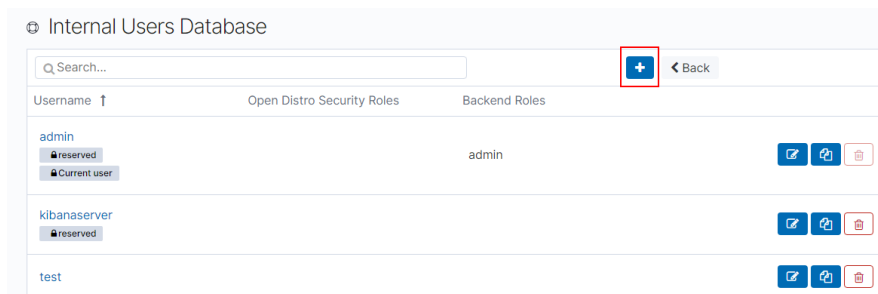 Internal Users Database
Search...
Back
Username Open Distro Security Roles Backend Roles
admin
reserved
Current user
admin
kibanaserver
reserved
test